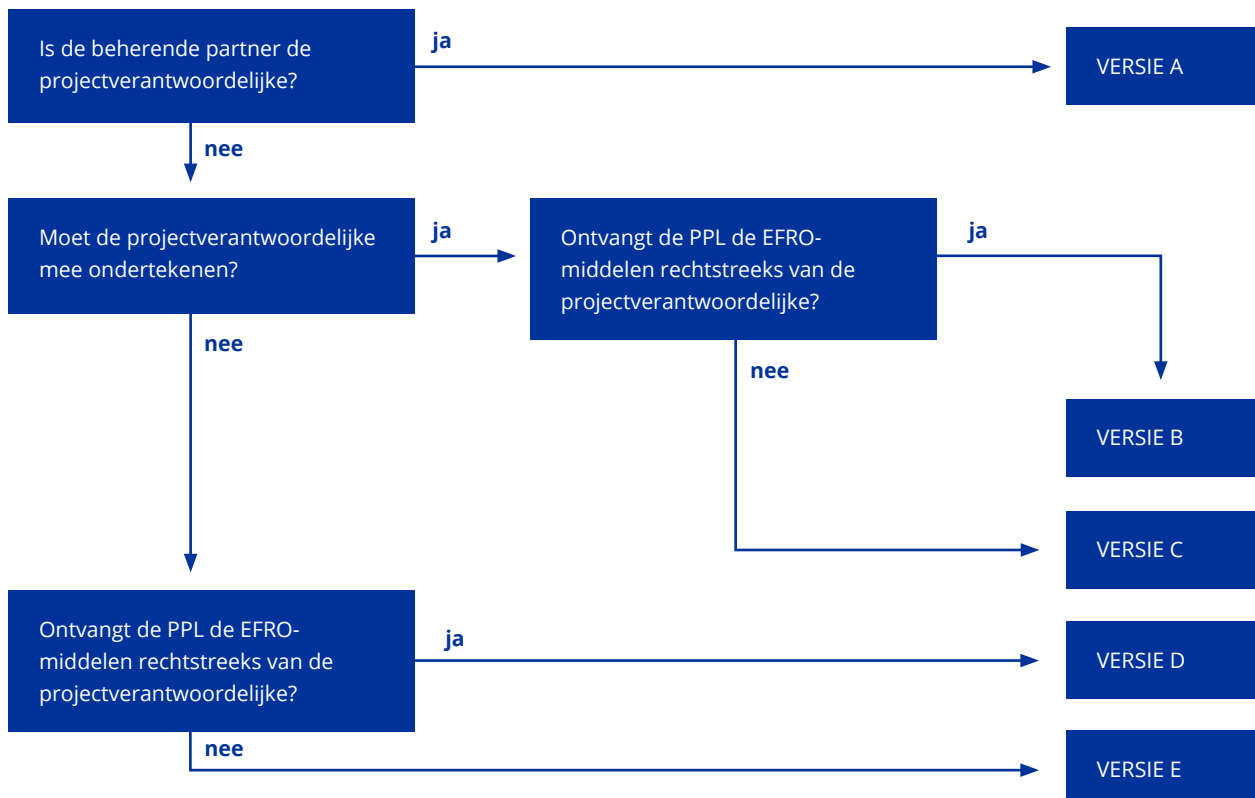 Is de beherende partner de
projectverantwoordelijke?
ja
VERSIE A
nee
Moet de projectverantwoordelijke
mee ondertekenen?
ja
Ontvangt de PPL de EFRO-
middelen rechtstreeks van de
projectverantwoordelijke?
ja
nee
nee
VERSIE B
VERSIE C
Ontvangt de PPL de EFRO-
middelen rechtstreeks van de
projectverantwoordelijke?
ja
VERSIE D
nee
VERSIE E